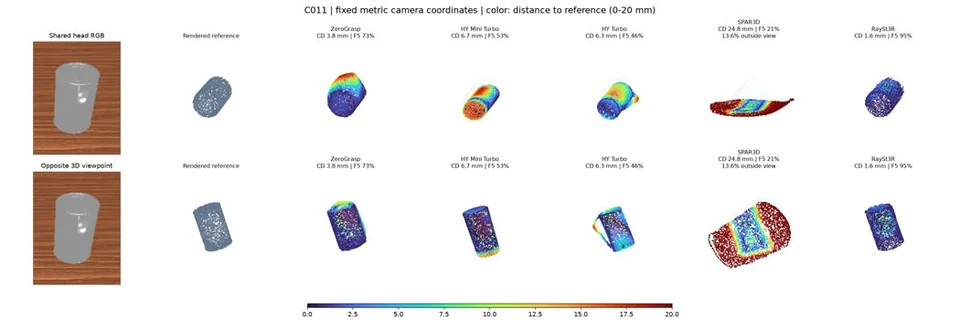 C011 | fixed metric camera coordinates | color: distance to reference (0-20 mm)
Shared head RGB
Rendered reference
ZeroGrasp
CD 3.8 mm | F5 73%
HY Mini Turbo
CD 6.7 mm | F5 53%
HY Turbo
CD 6.3 mm | F5 46%
SPAR3D
CD 24.8 mm | F5 21%
13.6% outside view
RaySt3R
CD 1.6 mm | F5 95%
Opposite 3D viewpoint
Rendered reference
ZeroGrasp
CD 3.8 mm | F5 73%
HY Mini Turbo
CD 6.7 mm | F5 53%
HY Turbo
CD 6.3 mm | F5 46%
SPAR3D
CD 24.8 mm | F5 21%
13.6% outside view
RaySt3R
CD 1.6 mm | F5 95%
0.0 2.5 5.0 7.5 10.0 12.5 15.0 17.5 20.0